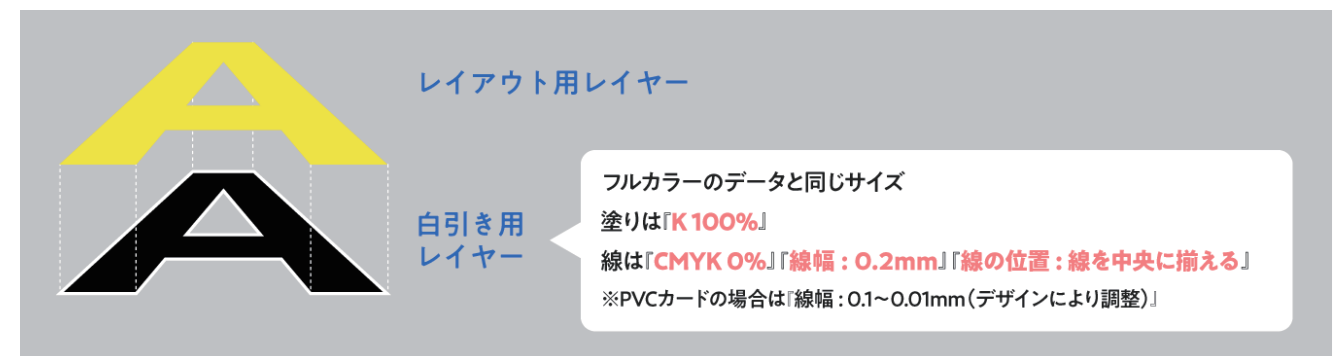 A
レイアウト用レイヤー
A
白引き用
レイヤー
フルカラーのデータと同じサイズ
塗りは『K 100%』
線は『CMYK 0%』『線幅：0.2mm』『線の位置：線を中央に揃える』
※PVCカードの場合は『線幅：0.1〜0.01mm（デザインにより調整）』